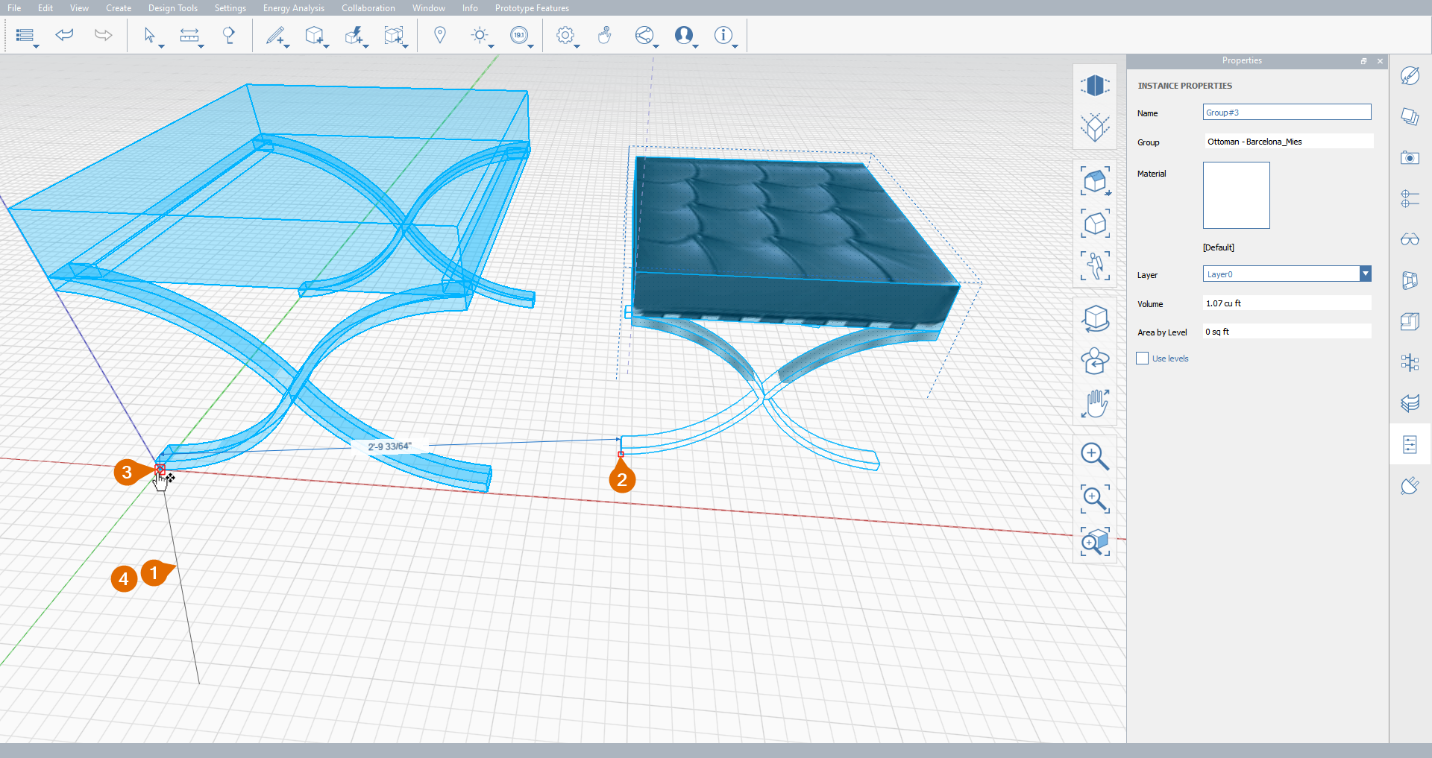 File Edit View Create Design Tools Settings Energy Analysis Collaboration Window Info Prototype Features
19.1
Properties
INSTANCE PROPERTIES
Name Group#3
Group Ottoman - Barcelona_Mies
Material
[Default]
Layer Layer0
Volume 1.07 cu ft
Area by Level 0 sq ft
Use levels
2'-9 33/64"
3
2
4 1